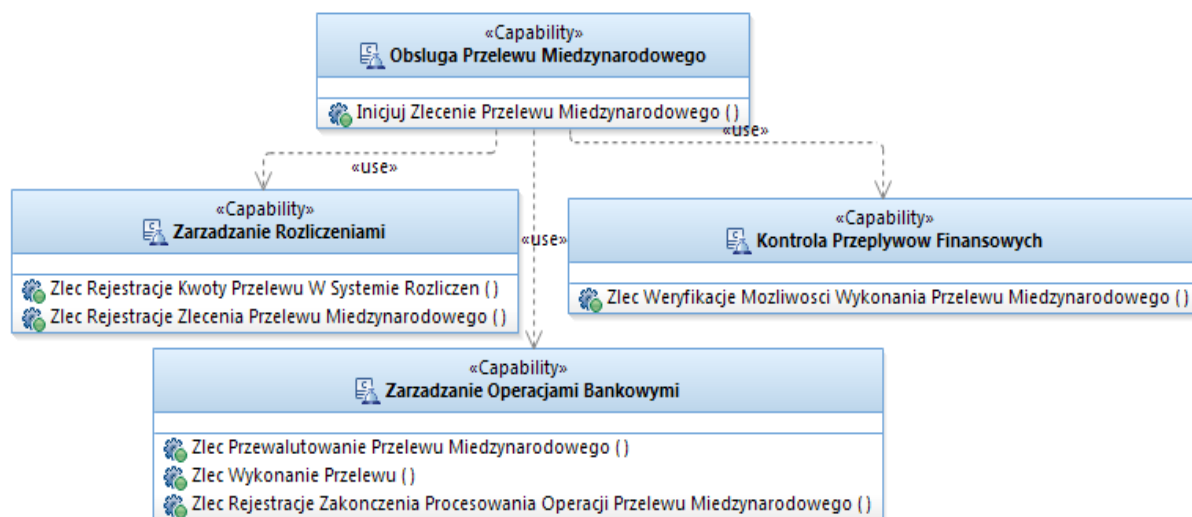 «Capability»
Obsluga Przelewu Miedzynarodowego
Inicjuj Zlecenie Przelewu Miedzynarodowego ( )
«use»
«use»
«use»
«Capability»
Zarzadzanie Rozliczeniami
Zlec Rejestracje Kwoty Przelewu W Systemie Rozliczen ( )
Zlec Rejestracje Zlecenia Przelewu Miedzynarodowego ( )
«Capability»
Kontrola Przeplywow Finansowych
Zlec Weryfikacje Mozliwosci Wykonania Przelewu Miedzynarodowego ( )
«Capability»
Zarzadzanie Operacjami Bankowymi
Zlec Przewalutowanie Przelewu Miedzynarodowego ( )
Zlec Wykonanie Przelewu ( )
Zlec Rejestracje Zakonczenia Procesowania Operacji Przelewu Miedzynarodowego ( )